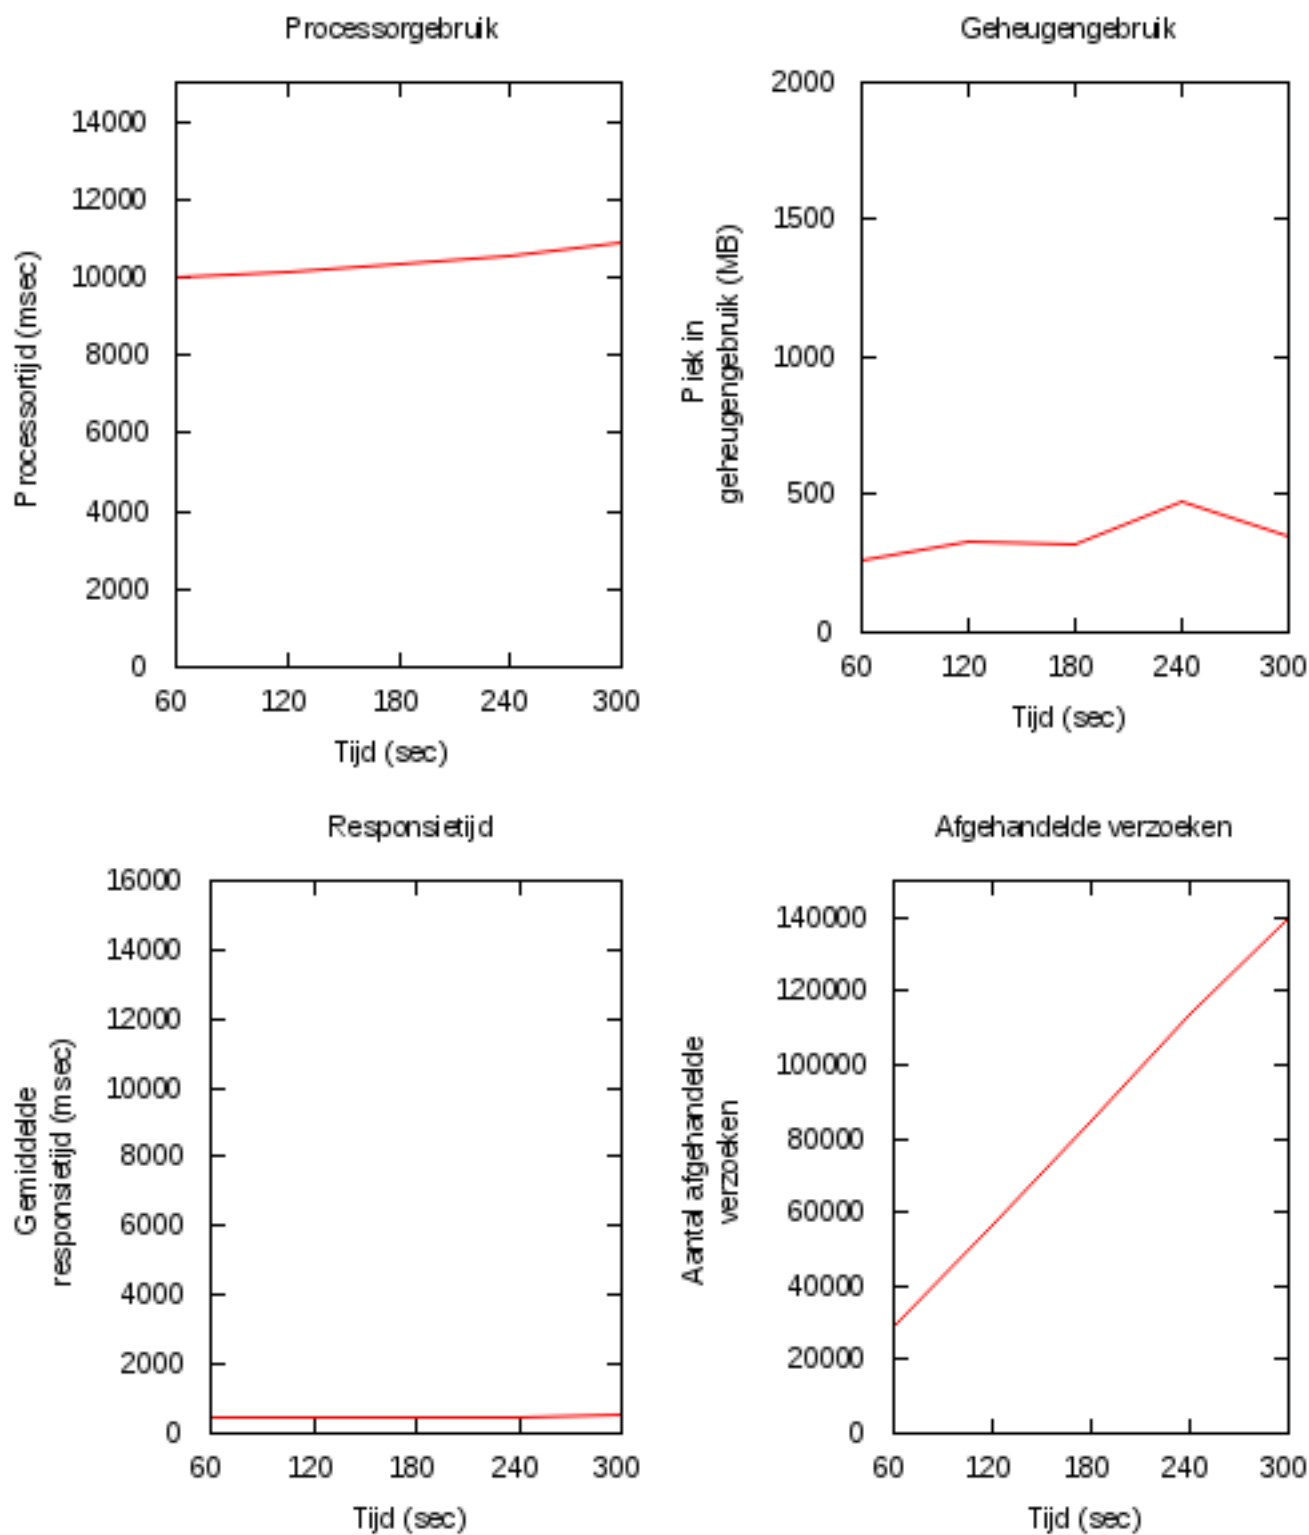 Processorgebruik
Processortijd (msec)
14000
12000
10000
8000
6000
4000
2000
0
60 120 180 240 300
Tijd (sec)
Geheugengebruik
Piek in
geheugengebruik (MB)
2000
1500
1000
500
0
60 120 180 240 300
Tijd (sec)
Responsietijd
Gemiddelde
responsietijd (msec)
16000
14000
12000
10000
8000
6000
4000
2000
0
60 120 180 240 300
Tijd (sec)
Afgehandelde verzoeken
Aantal afgehandelde
verzoeken
140000
120000
100000
80000
60000
40000
20000
0
60 120 180 240 300
Tijd (sec)